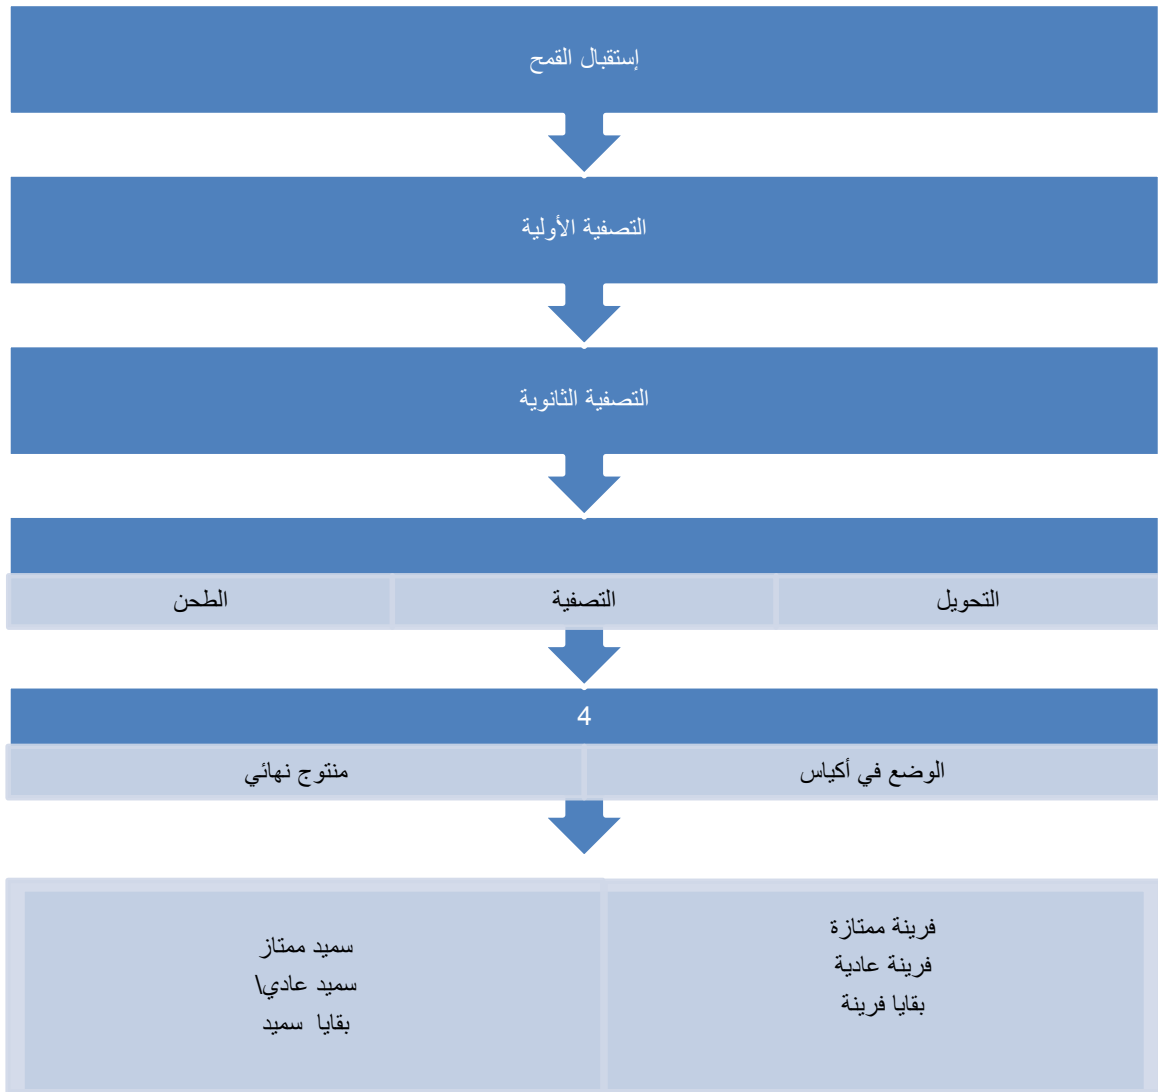 إستقبال القمح
التصفية الأولية
التصفية الثانوية
التحويل
التصفية
الطحن
4
الوضع في أكياس
منتوج نهائي
فرينة ممتازة
فرينة عادية
بقايا فرينة
سميد ممتاز
سميد عادي\
بقايا سميد